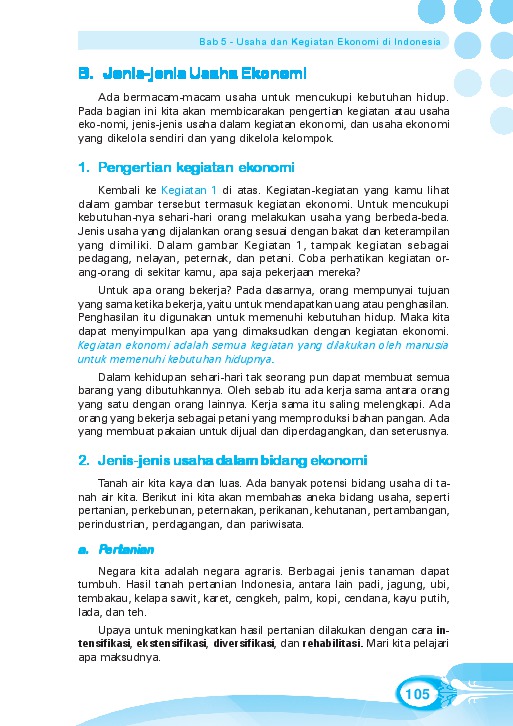 Bab 5 - Usaha dan Kegiatan Ekonomi di Indonesia
B. Jenis-jenis Usaha Ekonomi
Ada bermacam-macam usaha untuk mencukupi kebutuhan hidup.
Pada bagian ini kita akan membicarakan pengertian kegiatan atau usaha
eko-nomi, jenis-jenis usaha dalam kegiatan ekonomi, dan usaha ekonomi
yang dikelola sendiri dan yang dikelola kelompok.
1. Pengertian kegiatan ekonomi
Kembali ke Kegiatan 1 di atas. Kegiatan-kegiatan yang kamu lihat
dalam gambar tersebut termasuk kegiatan ekonomi. Untuk mencukupi
kebutuhan-nya sehari-hari orang melakukan usaha yang berbeda-beda.
Jenis usaha yang dijalankan orang sesuai dengan bakat dan keterampilan
yang dimiliki. Dalam gambar Kegiatan 1, tampak kegiatan sebagai
pedagang, nelayan, peternak, dan petani. Coba perhatikan kegiatan or-
ang-orang di sekitar kamu, apa saja pekerjaan mereka?
Untuk apa orang bekerja? Pada dasarnya, orang mempunyai tujuan
yang sama ketika bekerja, yaitu untuk mendapatkan uang atau penghasilan.
Penghasilan itu digunakan untuk memenuhi kebutuhan hidup. Maka kita
dapat menyimpulkan apa yang dimaksudkan dengan kegiatan ekonomi.
Kegiatan ekonomi adalah semua kegiatan yang dilakukan oleh manusia
untuk memenuhi kebutuhan hidupnya.
Dalam kehidupan sehari-hari tak seorang pun dapat membuat semua
barang yang dibutuhkannya. Oleh sebab itu ada kerja sama antara orang
yang satu dengan orang lainnya. Kerja sama itu saling melengkapi. Ada
orang yang bekerja sebagai petani yang memproduksi bahan pangan. Ada
yang membuat pakaian untuk dijual dan diperdagangkan, dan seterusnya.
2. Jenis-jenis usaha dalam bidang ekonomi
Tanah air kita kaya dan luas. Ada banyak potensi bidang usaha di ta-
nah air kita. Berikut ini kita akan membahas aneka bidang usaha, seperti
pertanian, perkebunan, peternakan, perikanan, kehutanan, pertambangan,
perindustrian, perdagangan, dan pariwisata.
a. Pertanian
Negara kita adalah negara agraris. Berbagai jenis tanaman dapat
tumbuh. Hasil tanah pertanian Indonesia, antara lain padi, jagung, ubi,
tembakau, kelapa sawit, karet, cengkeh, palm, kopi, cendana, kayu putih,
lada, dan teh.
Upaya untuk meningkatkan hasil pertanian dilakukan dengan cara in-
tensifikasi, ekstensifikasi, diversifikasi, dan rehabilitasi. Mari kita pelajari
apa maksudnya.
105